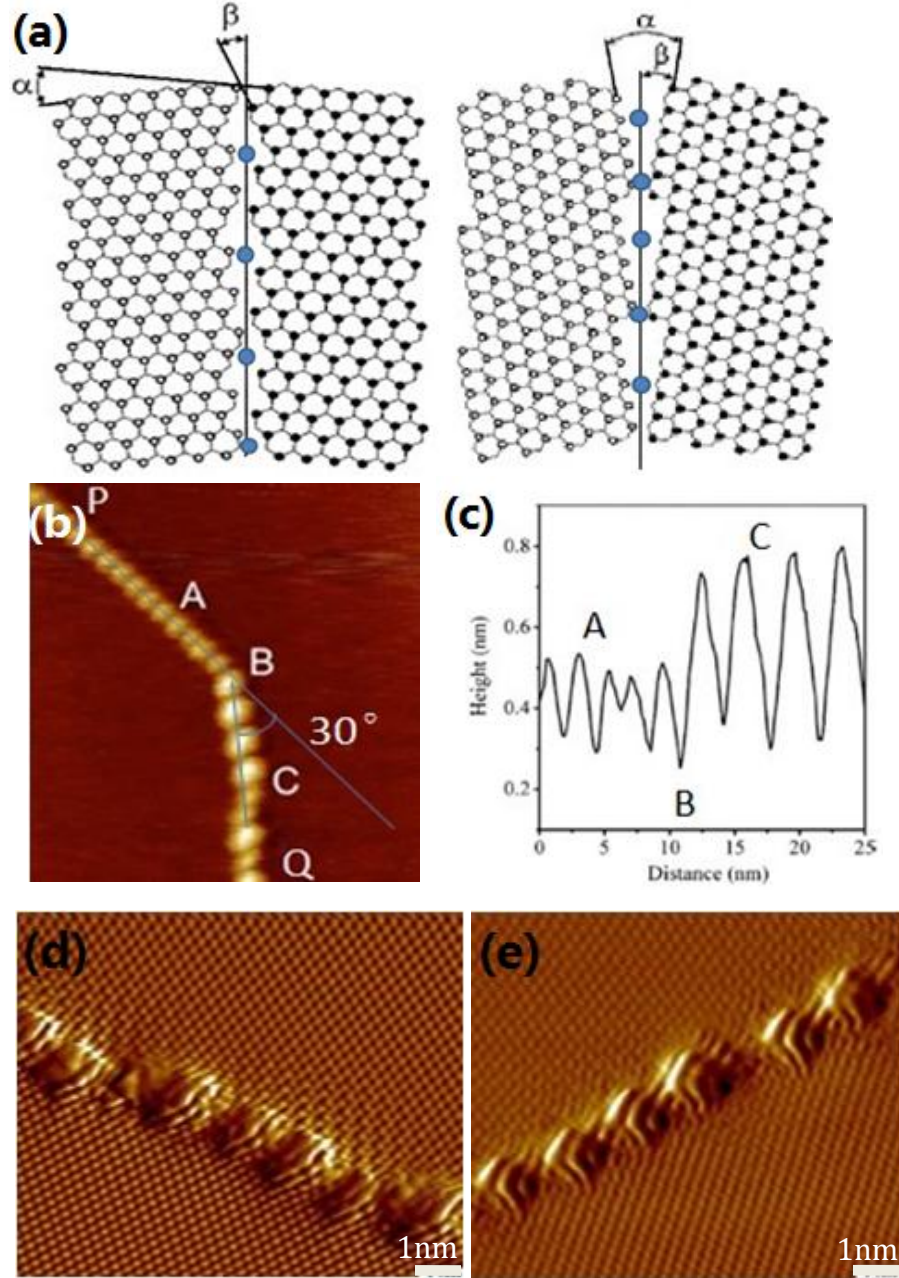 (a)
β
α
α
β
(b)
P
A
B
30°
C
Q
(c)
0.8
0.6
0.4
0.2
Height (nm)
A
B
C
0
5
10
15
20
25
Distance (nm)
(d)
1nm
(e)
1nm